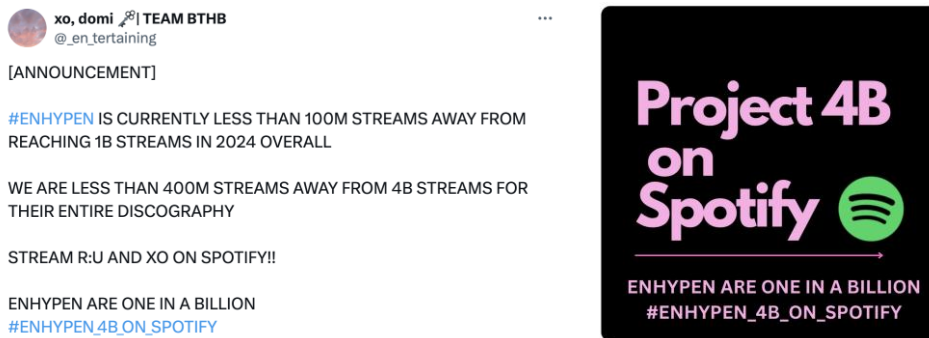 xo, domi 🗝️| TEAM BTHB
@_en_tertaining
[ANNOUNCEMENT]
#ENHYPEN IS CURRENTLY LESS THAN 100M STREAMS AWAY FROM
REACHING 1B STREAMS IN 2024 OVERALL
WE ARE LESS THAN 400M STREAMS AWAY FROM 4B STREAMS FOR
THEIR ENTIRE DISCOGRAPHY
STREAM R:U AND XO ON SPOTIFY!!
ENHYPEN ARE ONE IN A BILLION
#ENHYPEN_4B_ON_SPOTIFY
Project 4B
on
Spotify
ENHYPEN ARE ONE IN A BILLION
#ENHYPEN_4B_ON_SPOTIFY